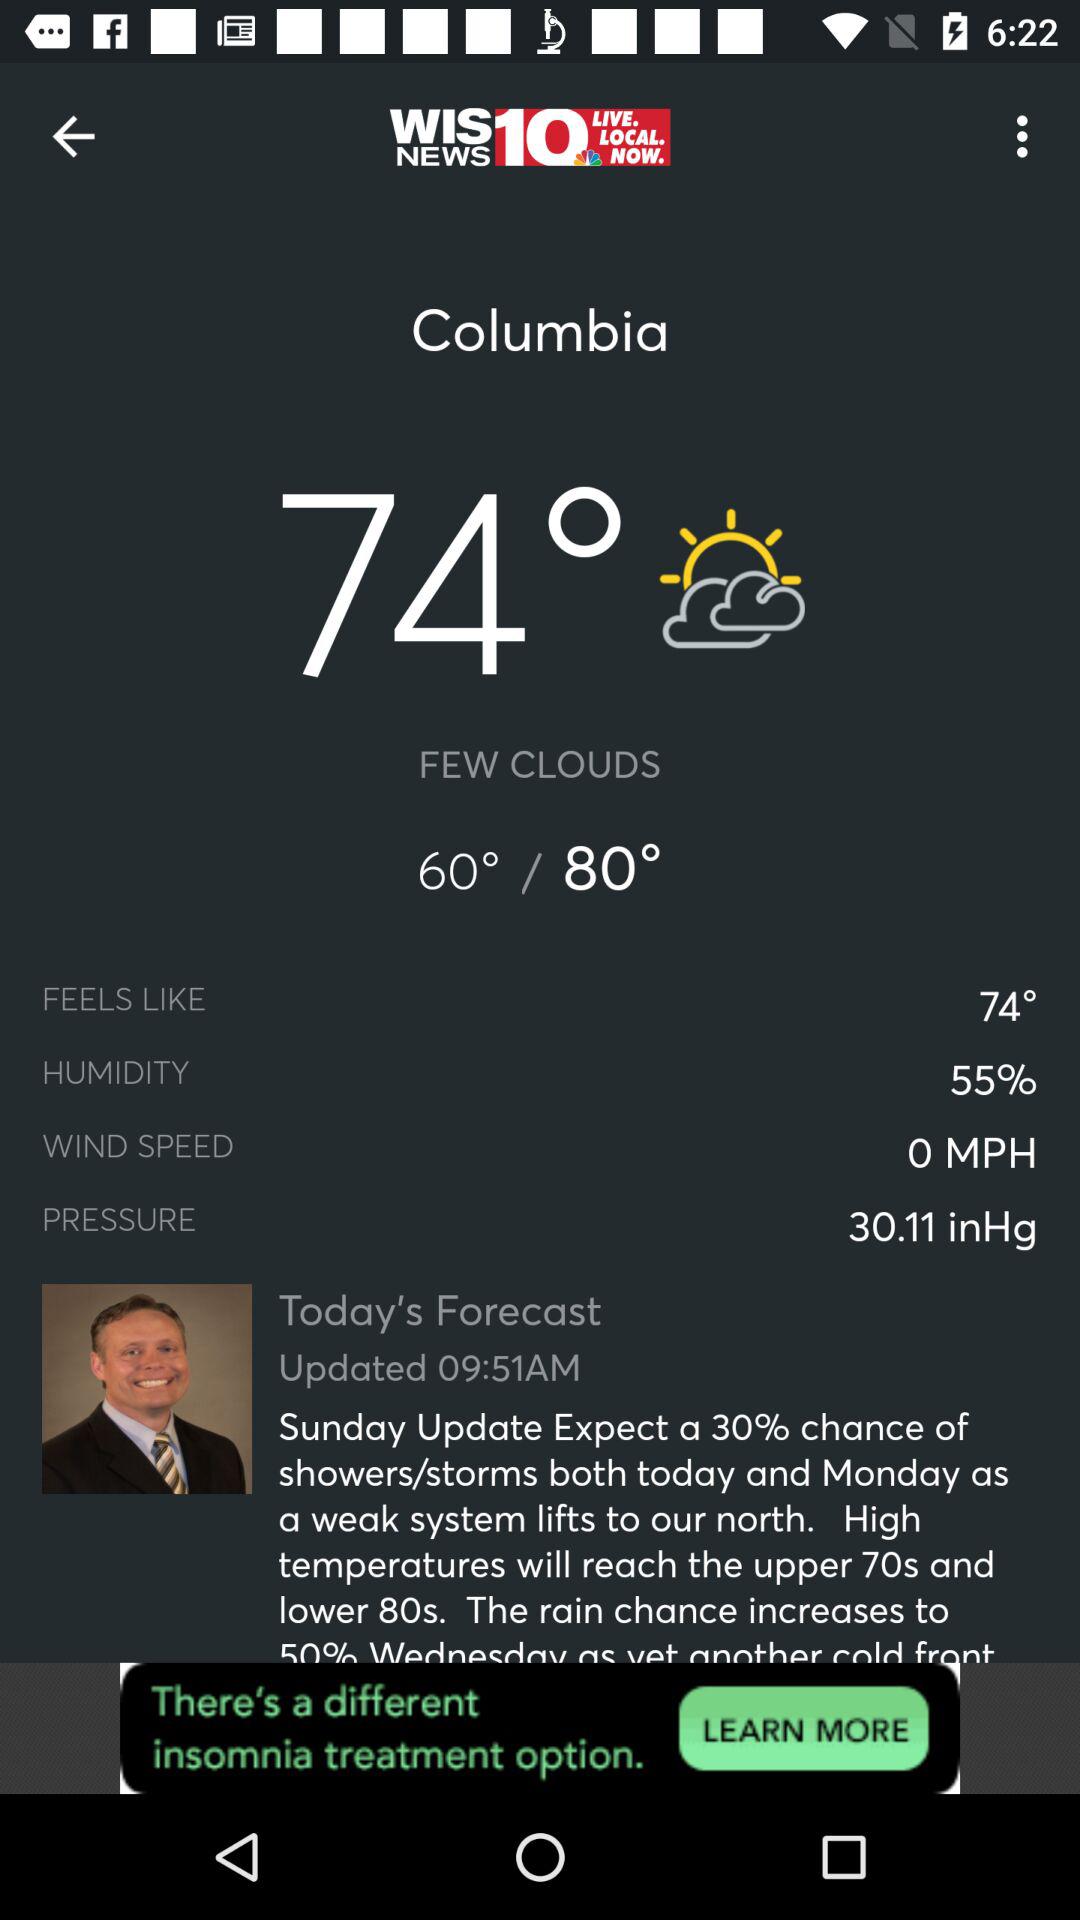 6:22
WIS NEWS 10 LIVE. LOCAL. NOW.
Columbia
74°
FEW CLOUDS
60° / 80°
FEELS LIKE 74°
HUMIDITY 55%
WIND SPEED 0 MPH
PRESSURE 30.11 inHg
Today's Forecast
Updated 09:51AM
Sunday Update Expect a 30% chance of
showers/storms both today and Monday as
a weak system lifts to our north.   High
temperatures will reach the upper 70s and
lower 80s.  The rain chance increases to
50% Wednesday as yet another cold front
There's a different
insomnia treatment option.
LEARN MORE